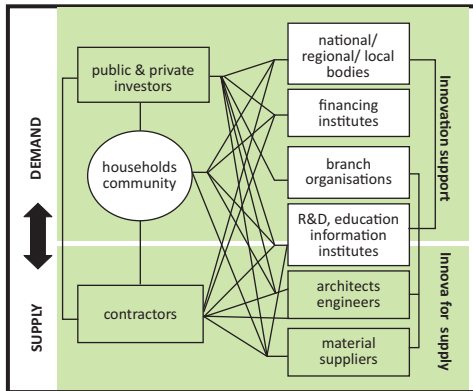 DEMAND
SUPPLY
public & private
investors
households
community
contractors
national/
regional/ local
bodies
financing
institutes
branch
organisations
R&D, education
information
institutes
architects
engineers
material
suppliers
Innovation support
Innova for
supply